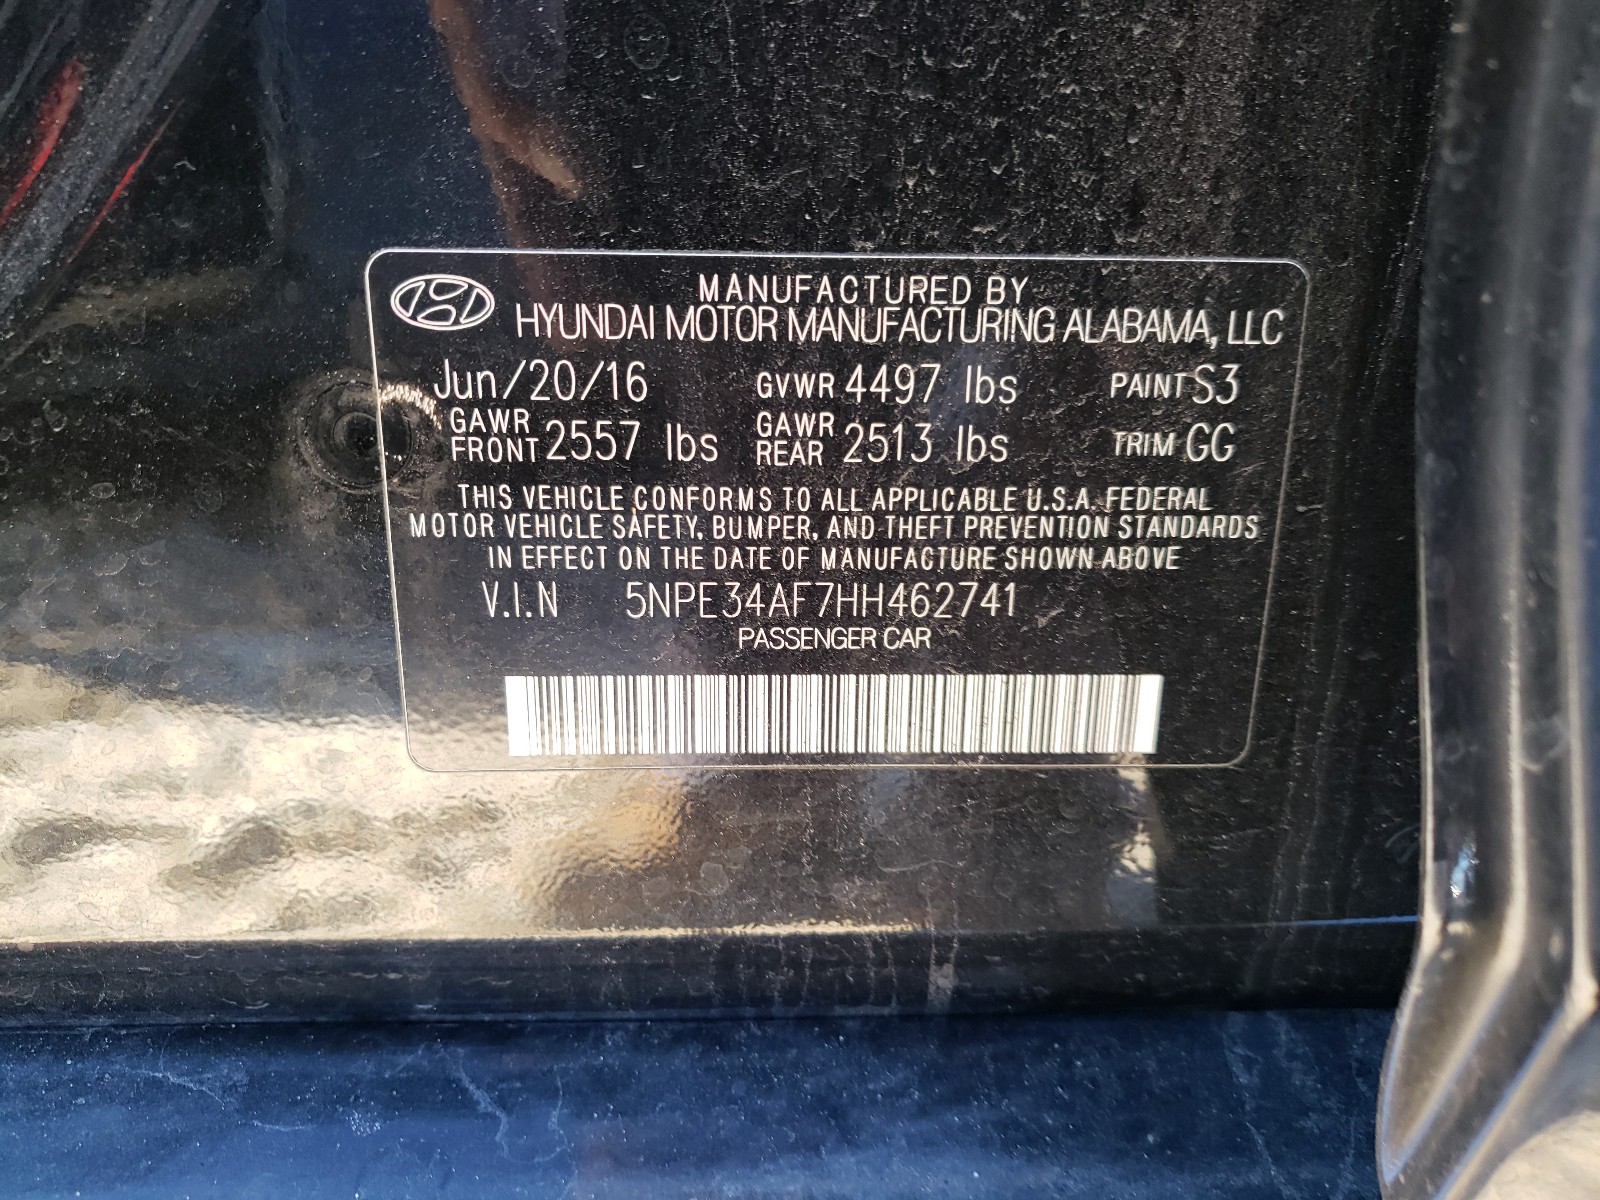 MANUFACTURED BY
HYUNDAI MOTOR MANUFACTURING ALABAMA, LLC
Jun/20/16 GVWR 4497 lbs PAINT S3
GAWR FRONT 2557 lbs GAWR REAR 2513 lbs TRIM GG
THIS VEHICLE CONFORMS TO ALL APPLICABLE U.S.A. FEDERAL
MOTOR VEHICLE SAFETY, BUMPER, AND THEFT PREVENTION STANDARDS
IN EFFECT ON THE DATE OF MANUFACTURE SHOWN ABOVE
V.I.N 5NPE34AF7HH462741
PASSENGER CAR